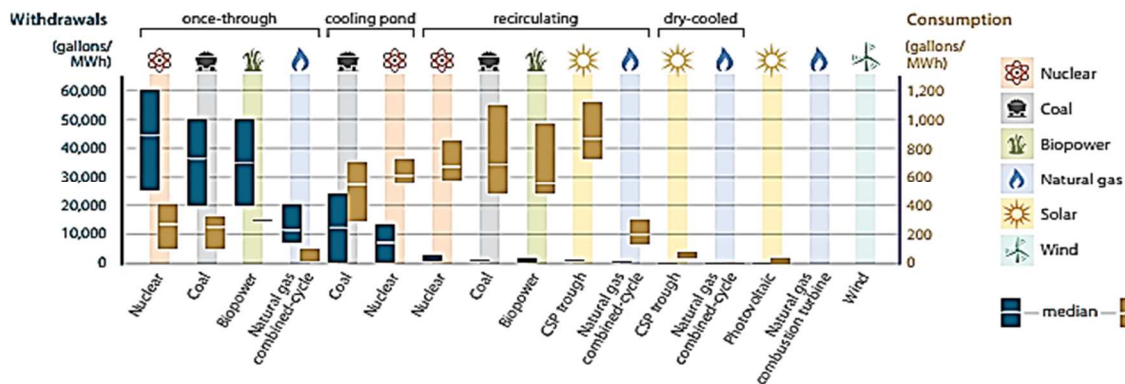 Withdrawals once-through cooling pond recirculating dry-cooled Consumption
(gallons/
MWh)
(gallons/
MWh)
60,000
50,000
40,000
30,000
20,000
10,000
0
1,200
1,000
800
600
400
200
0
Nuclear
Coal
Biopower
Natural gas
combined-cycle
Coal
Nuclear
Nuclear
Coal
Biopower
CSP trough
Natural gas
combined-cycle
CSP trough
Natural gas
combined-cycle
Photovoltaic
Natural gas
combustion turbine
Wind
Nuclear
Coal
Biopower
Natural gas
Solar
Wind
median